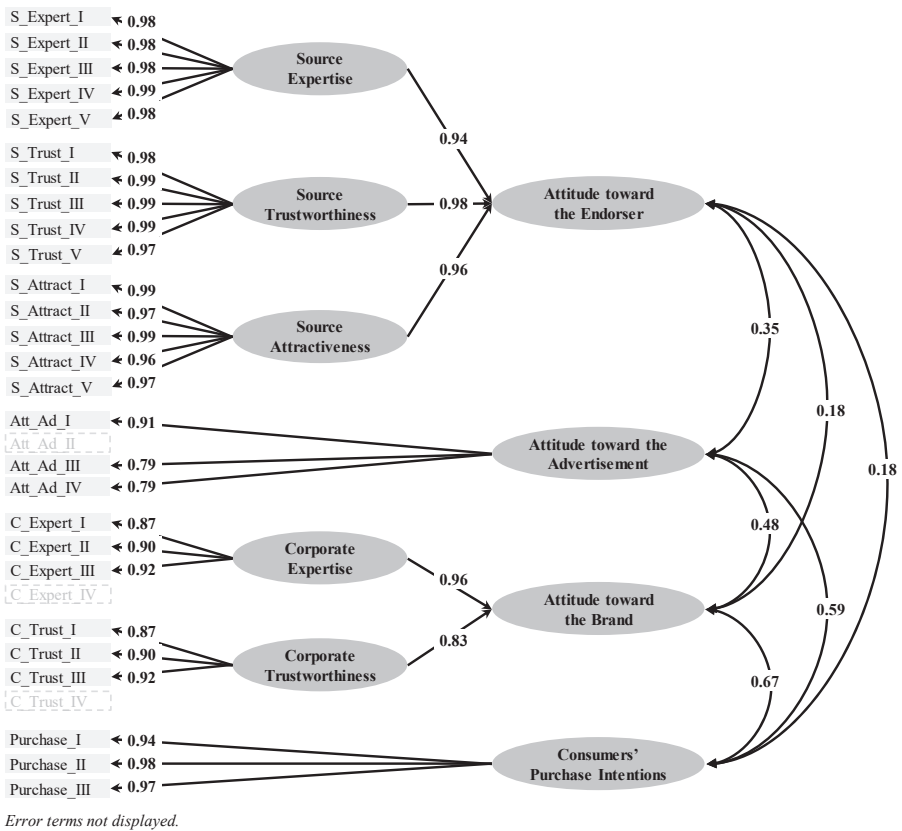 S_Expert_I 0.98
S_Expert_II 0.98
S_Expert_III 0.98
S_Expert_IV 0.99
S_Expert_V 0.98
Source
Expertise
0.94
S_Trust_I 0.98
S_Trust_II 0.99
S_Trust_III 0.99
S_Trust_IV 0.99
S_Trust_V 0.97
Source
Trustworthiness
0.98
Attitude toward
the Endorser
S_Attract_I 0.99
S_Attract_II 0.97
S_Attract_III 0.99
S_Attract_IV 0.96
S_Attract_V 0.97
Source
Attractiveness
0.96
0.35
0.18
0.18
Att_Ad_I 0.91
Att_Ad_II
Att_Ad_III 0.79
Att_Ad_IV 0.79
Attitude toward the
Advertisement
C_Expert_I 0.87
C_Expert_II 0.90
C_Expert_III 0.92
C_Expert_IV
Corporate
Expertise
0.96
0.48
Attitude toward
the Brand
0.59
C_Trust_I 0.87
C_Trust_II 0.90
C_Trust_III 0.92
C_Trust_IV
Corporate
Trustworthiness
0.83
0.67
Purchase_I 0.94
Purchase_II 0.98
Purchase_III 0.97
Consumers’
Purchase Intentions
Error terms not displayed.